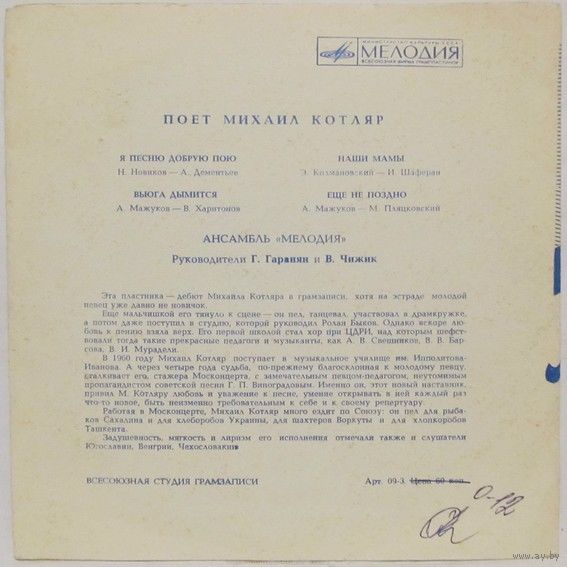 МИНИСТЕРСТВО КУЛЬТУРЫ СССР
МЕЛОДИЯ
ВСЕСОЮЗНАЯ ФИРМА ГРАМПЛАСТИНОК
ПОЕТ МИХАИЛ КОТЛЯР
Я ПЕСНЮ ДОБРУЮ ПОЮ
Н. Новиков — А. Дементьев
ВЬЮГА ДЫМИТСЯ
А. Мажуков — В. Харитонов
НАШИ МАМЫ
Э. Колмановский — И. Шаферан
ЕЩЕ НЕ ПОЗДНО
А. Мажуков — М. Пляцковский
АНСАМБЛЬ «МЕЛОДИЯ»
Руководители Г. Гаранян и В. Чижик
Эта пластинка — дебют Михаила Котляра в грамзаписи, хотя на эстраде молодой
певец уже давно не новичок.
Еще мальчишкой его тянуло к сцене — он пел, танцевал, участвовал в драмкружке,
а потом даже поступил в студию, которой руководил Ролан Быков. Однако вскоре лю-
бовь к пению взяла верх. Его первой школой стал хор при ЦДРИ, над которым шефст-
вовали тогда такие прекрасные педагоги и музыканты, как А. В. Свешников, В. В. Бар-
сова, В. И. Мурадели.
В 1960 году Михаил Котляр поступает в музыкальное училище им. Ипполитова-
Иванова. А через четыре года судьба, по-прежнему благосклонная к молодому певцу,
сталкивает его, стажера Москонцерта, с замечательным певцом-педагогом, неутомимым
пропагандистом советской песни Г. П. Виноградовым. Именно он, этот новый наставник,
привил М. Котляру любовь и уважение к песне, умение открывать в ней каждый раз
что-то новое, быть неизменно требовательным к себе и к своему репертуару.
Работая в Москонцерте, Михаил Котляр много ездит по Союзу: он пел для рыба-
ков Сахалина и для хлеборобов Украины, для шахтеров Воркуты и для хлопкоробов
Ташкента.
Задушевность, мягкость и лиризм его исполнения отмечали также и слушатели
Югославии, Венгрии, Чехословакии
ВСЕСОЮЗНАЯ СТУДИЯ ГРАМЗАПИСИ
Арт. 09-3. Цена 60 коп.
0-12
www.ay.by